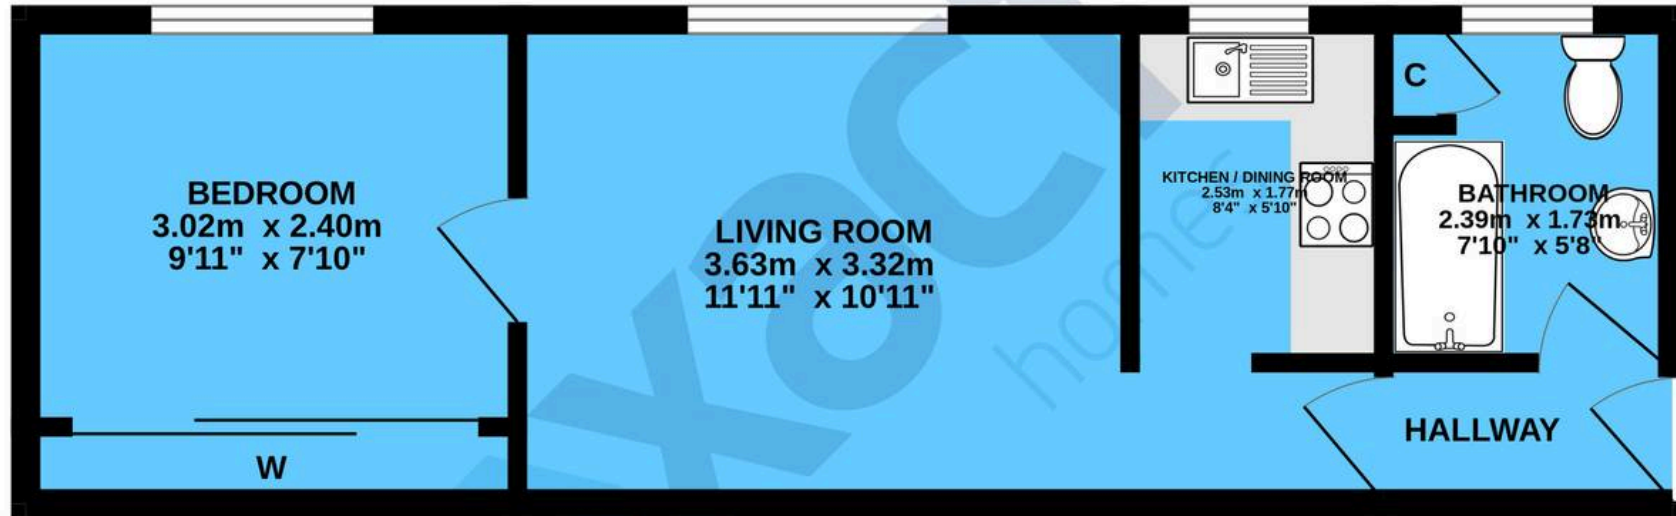 BEDROOM
3.02m x 2.40m
9'11" x 7'10"
W
LIVING ROOM
3.63m x 3.32m
11'11" x 10'11"
KITCHEN / DINING ROOM
2.53m x 1.77m
8'4" x 5'10"
C
BATHROOM
2.39m x 1.73m
7'10" x 5'8"
HALLWAY
homes